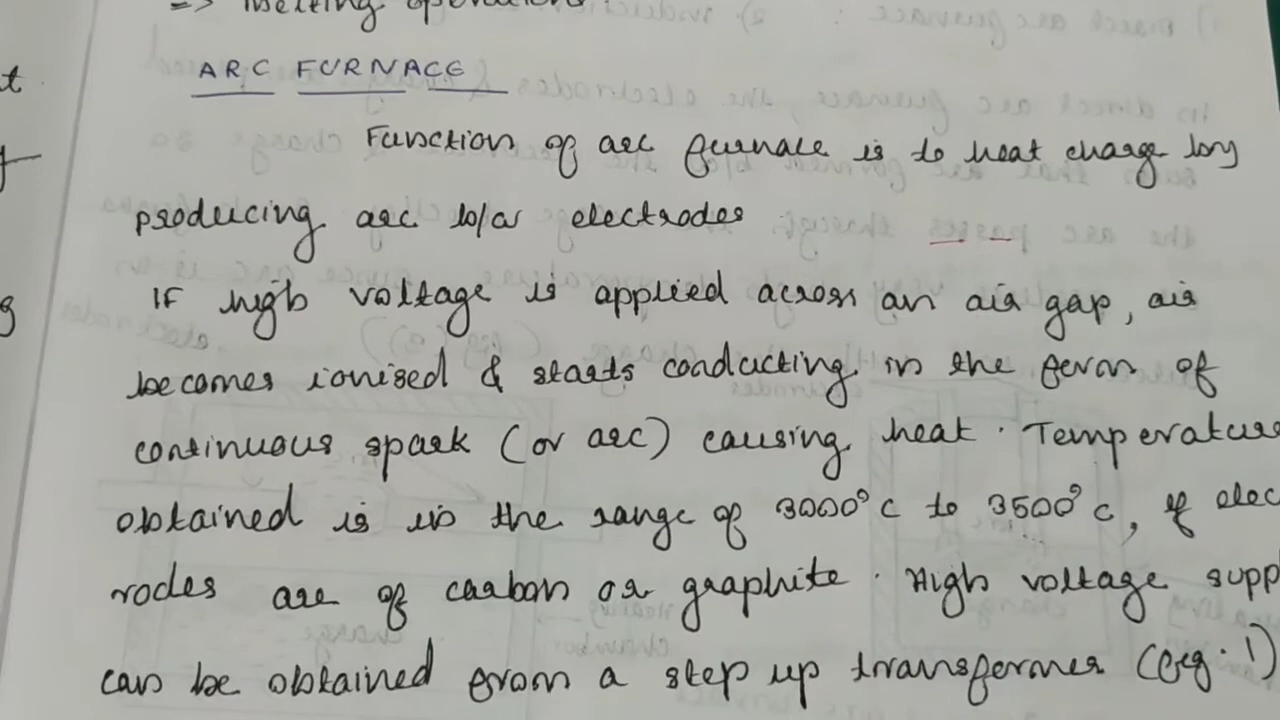 => Melting operations
ARC FURNACE
Function of arc furnace is to heat charge by
producing arc b/w electrodes
IF high voltage is applied across an air gap, air
becomes ionised & starts conducting in the form of
continuous spark (or arc) causing heat. Temperature
obtained is in the range of 3000°c to 3500°c, if elec
rodes are of carbon or graphite. High voltage supp
can be obtained from a step up transformer (fig.1)